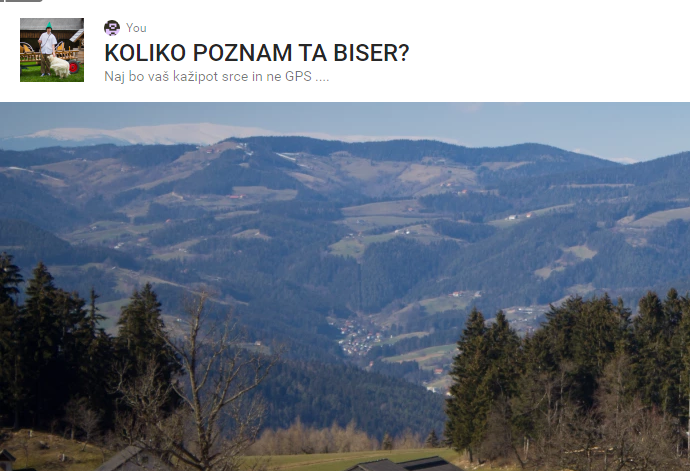 You
KOLIKO POZNAM TA BISER?
Naj bo vaš kažipot srce in ne GPS ....